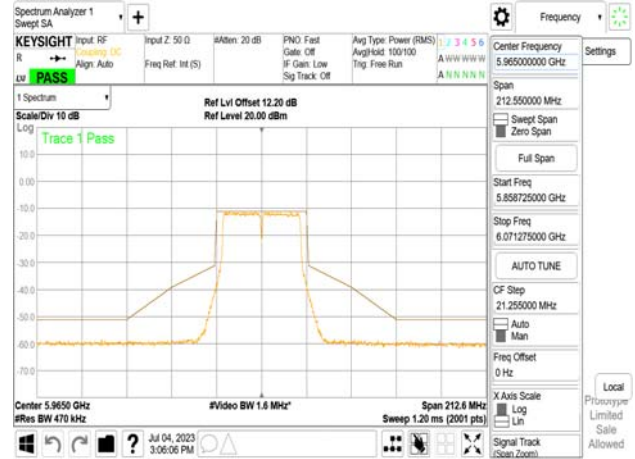 Spectrum Analyzer 1
Swept SA
+
Frequency
KEYSIGHT
R
LW PASS
Input: RF
Coupling: DC
Align: Auto
Input Z: 50 Ω
Freq Ref: Int (S)
#Atten: 20 dB
PNO: Fast
Gate: Off
IF Gain: Low
Sig Track: Off
Avg Type: Power (RMS)
Avg|Hold: 100/100
Trig: Free Run
1 2 3 4 5 6
A W W W W W
A N N N N N
1 Spectrum
Scale/Div 10 dB
Ref Lvl Offset 12.20 dB
Ref Level 20.00 dBm
Log
Trace 1 Pass
10.0
0.00
-10.0
-20.0
-30.0
-40.0
-50.0
-60.0
-70.0
Center 5.9650 GHz
#Res BW 470 kHz
#Video BW 1.6 MHz*
Span 212.6 MHz
Sweep 1.20 ms (2001 pts)
Jul 04, 2023
3:06:06 PM
?
Center Frequency
5.965000000 GHz
Settings
Span
212.550000 MHz
Swept Span
Zero Span
Full Span
Start Freq
5.858725000 GHz
Stop Freq
6.071275000 GHz
AUTO TUNE
CF Step
21.255000 MHz
Auto
Man
Freq Offset
0 Hz
X Axis Scale
Log
Lin
Signal Track
(Span Zoom)
Local
Prototype
Limited
Sale
Allowed